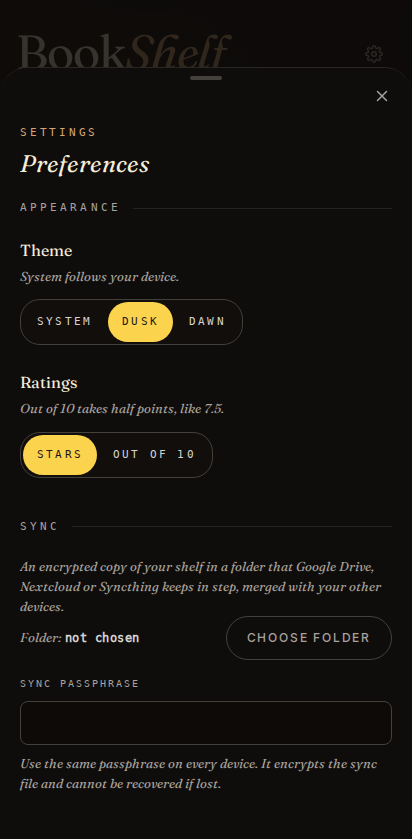 BookShelf
SETTINGS
Preferences
APPEARANCE
Theme
System follows your device.
SYSTEM DUSK DAWN
Ratings
Out of 10 takes half points, like 7.5.
STARS OUT OF 10
SYNC
An encrypted copy of your shelf in a folder that Google Drive,
Nextcloud or Syncthing keeps in step, merged with your other
devices.
Folder: not chosen CHOOSE FOLDER
SYNC PASSPHRASE
Use the same passphrase on every device. It encrypts the sync
file and cannot be recovered if lost.